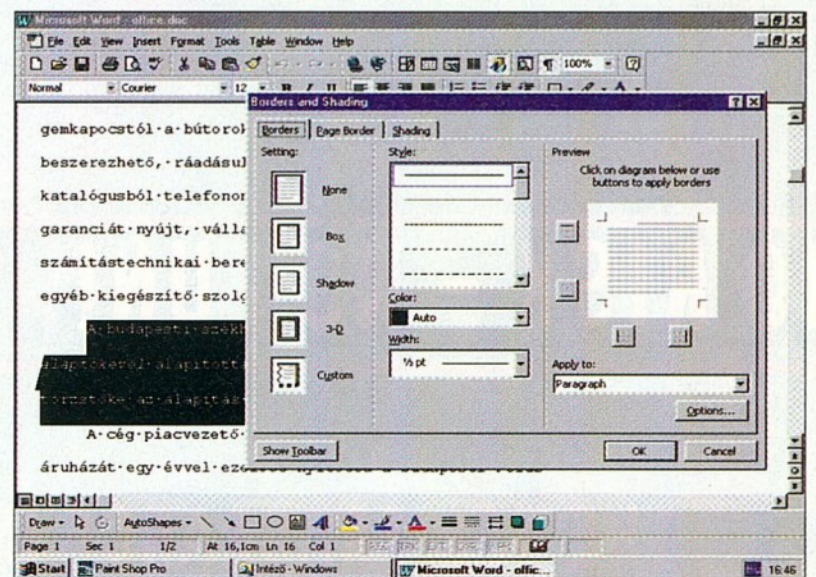 Microsoft Word - office.doc
File Edit View Insert Format Tools Table Window Help
100%
Normal Courier 12 B I U
Borders and Shading
gemkapocstól·a·bútorok
beszerezhető,·ráadásul
katalógusból·telefonon
garanciát·nyújt,·válla
számítástechnikai·bere
egyéb·kiegészítő·szolg
A·budapesti·székh
alaptőkével·alapított
törzstőke·az·alapítás
A·cég·piacvezető
áruházát·egy·évvel
Borders Page Border Shading
Setting:
None
Box
Shadow
3-D
Custom
Style:
Color:
Auto
Width:
½ pt
Preview
Click on diagram below or use
buttons to apply borders
Apply to:
Paragraph
Options...
Show Toolbar OK Cancel
Draw AutoShapes
Page 1 Sec 1 1/2 At 16,1cm Ln 16 Col 1
Start Paint Shop Pro Intéző - Windows Microsoft Word - offic... 16:46